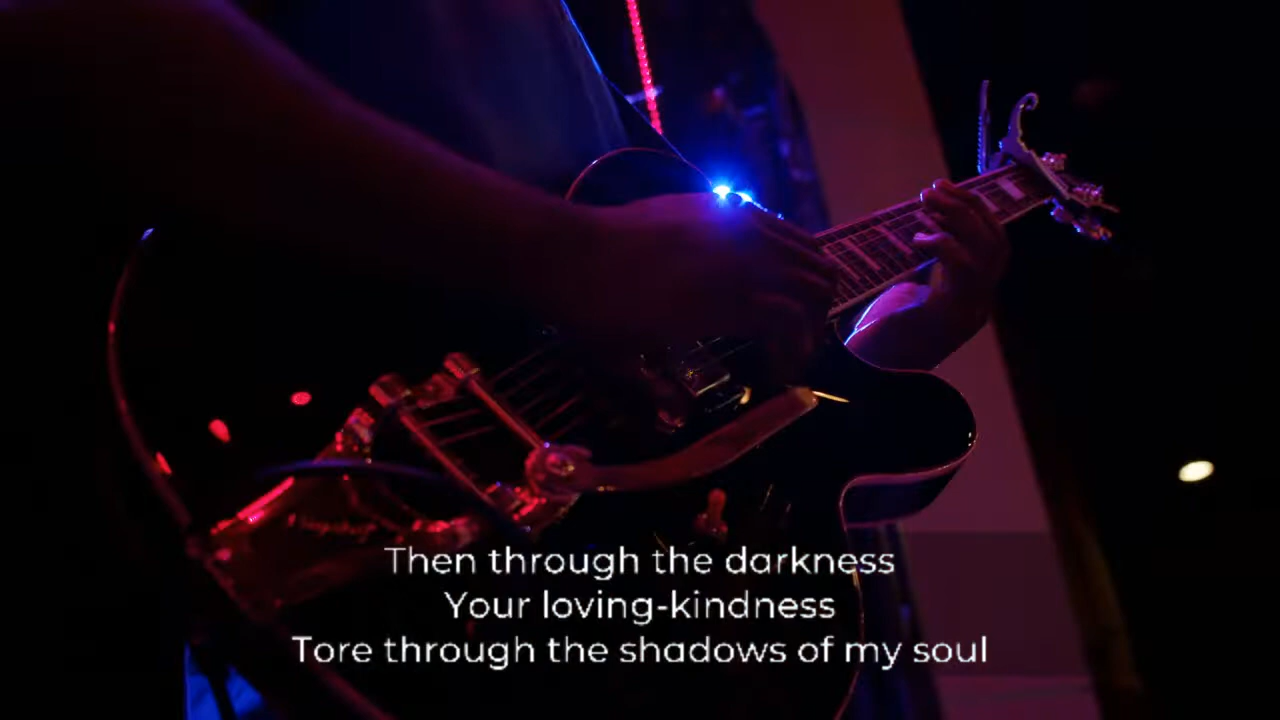 Then through the darkness
Your loving-kindness
Tore through the shadows of my soul